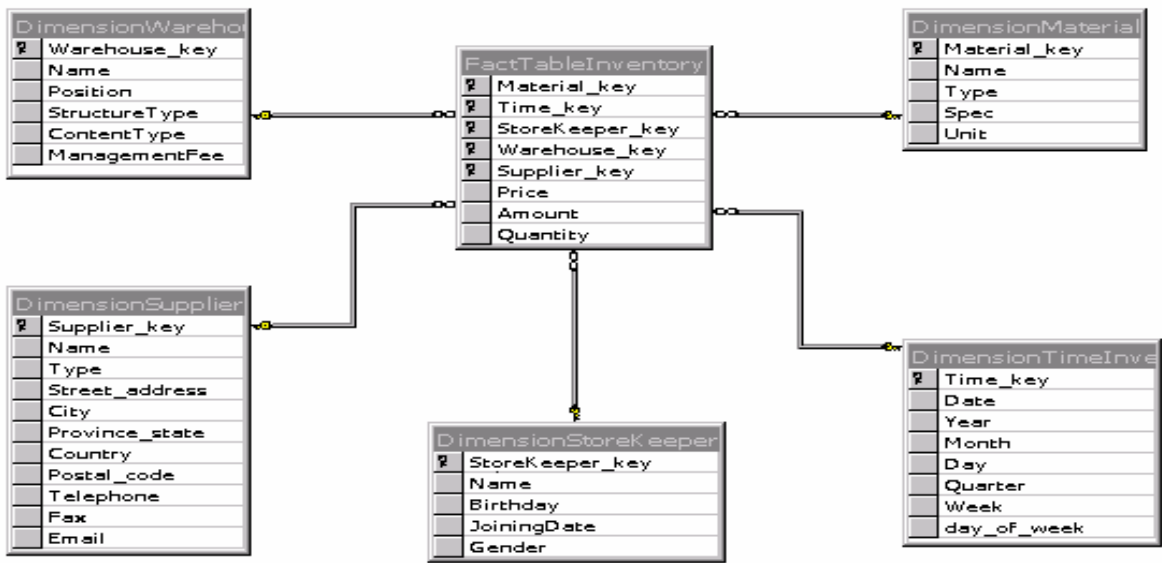 DimensionWarehou
Warehouse_key
Name
Position
StructureType
ContentType
ManagementFee
FactTableInventory
Material_key
Time_key
StoreKeeper_key
Warehouse_key
Supplier_key
Price
Amount
Quantity
DimensionMaterial
Material_key
Name
Type
Spec
Unit
DimensionSupplier
Supplier_key
Name
Type
Street_address
City
Province_state
Country
Postal_code
Telephone
Fax
Email
DimensionStoreKeeper
StoreKeeper_key
Name
Birthday
JoiningDate
Gender
DimensionTimeInve
Time_key
Date
Year
Month
Day
Quarter
Week
day_of_week